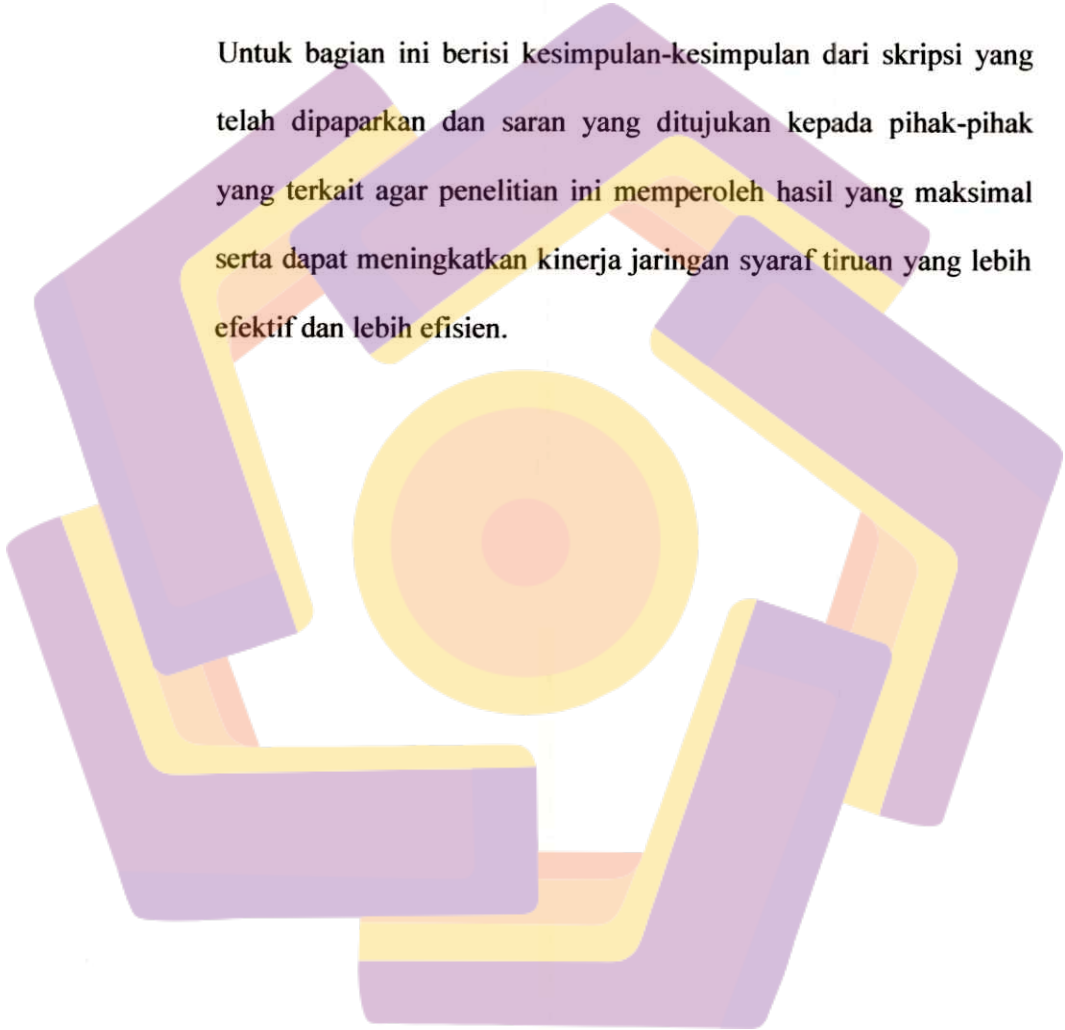 Untuk bagian ini berisi kesimpulan-kesimpulan dari skripsi yang
telah dipaparkan dan saran yang ditujukan kepada pihak-pihak
yang terkait agar penelitian ini memperoleh hasil yang maksimal
serta dapat meningkatkan kinerja jaringan syaraf tiruan yang lebih
efektif dan lebih efisien.